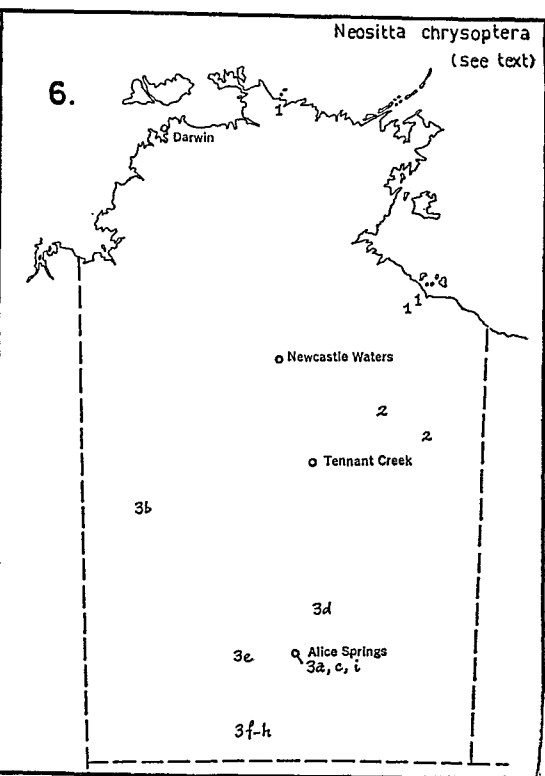 Neositta chrysoptera
(see text)
6.
1
Darwin
1 1
Newcastle Waters
2
2
Tennant Creek
3b
3d
Alice Springs
3e
3a, c, i
3f-h